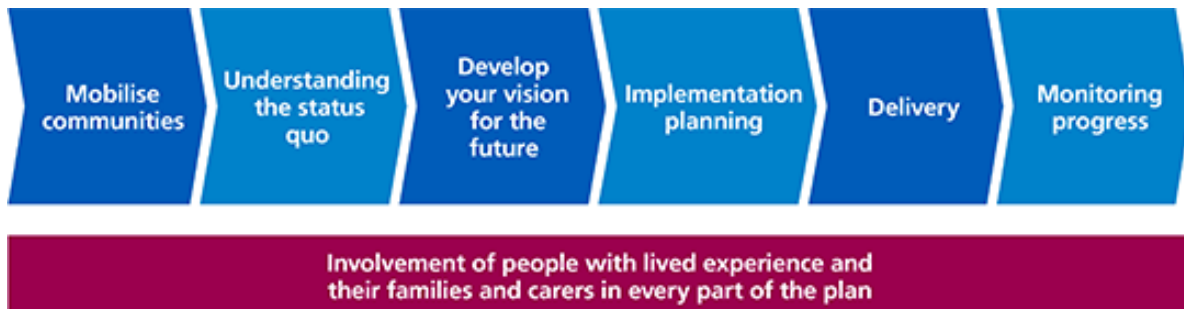 Mobilise
communities
Understanding
the status
quo
Develop
your vision
for the
future
Implementation
planning
Delivery
Monitoring
progress
Involvement of people with lived experience and
their families and carers in every part of the plan